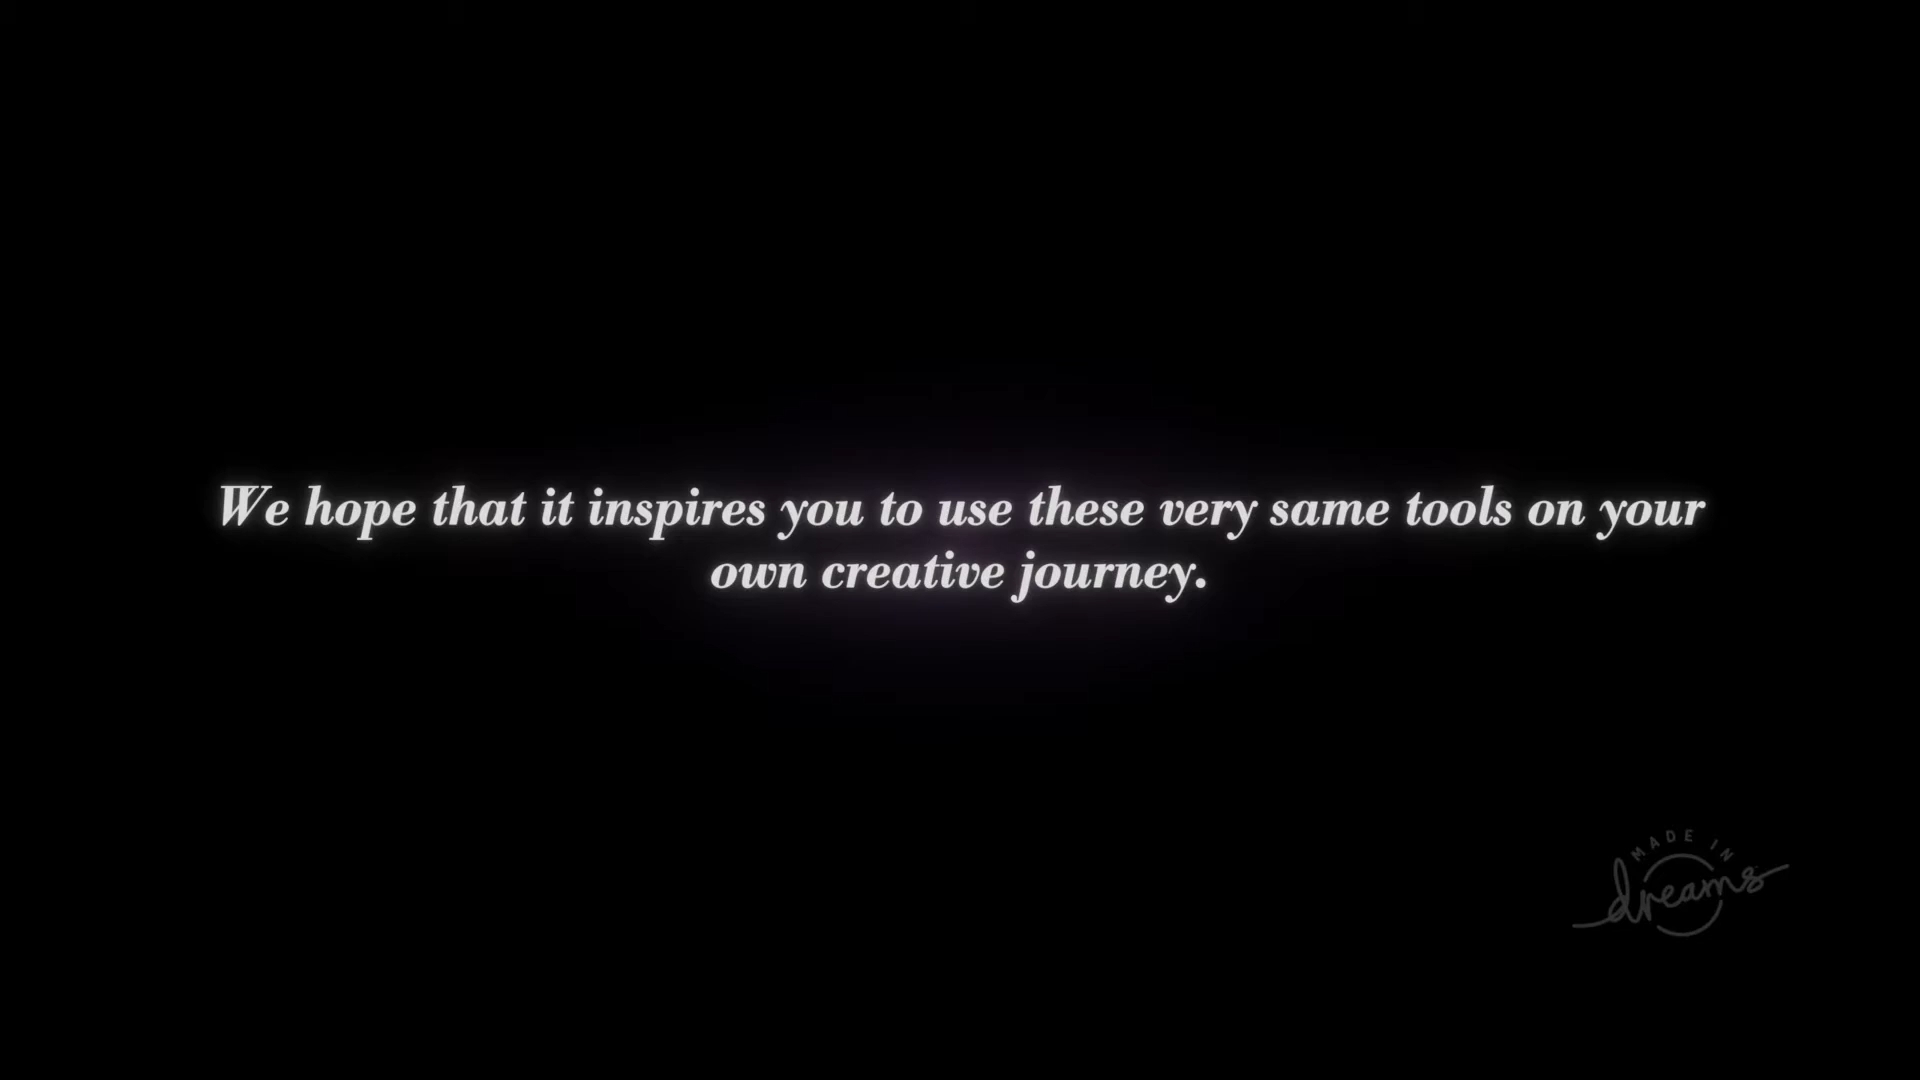 We hope that it inspires you to use these very same tools on your
own creative journey.
MADE IN
dreams